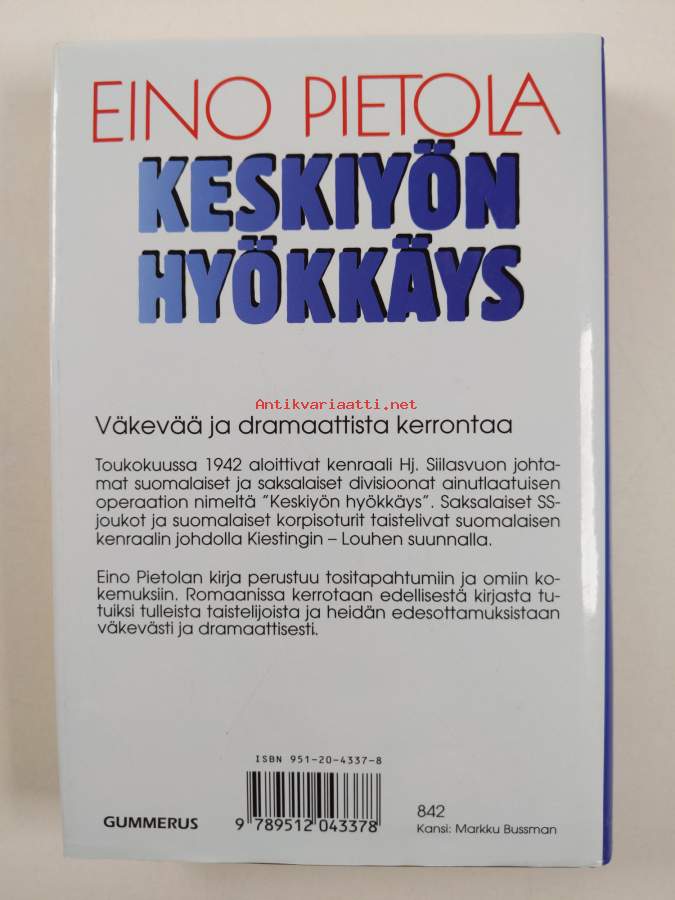 EINO PIETOLA
KESKIYÖN
HYÖKKÄYS
Antikvariaatti.net
Väkevää ja dramaattista kerrontaa
Toukokuussa 1942 aloittivat kenraali Hj. Siilasvuon johta-
mat suomalaiset ja saksalaiset divisioonat ainutlaatuisen
operaation nimeltä "Keskiyön hyökkäys". Saksalaiset SS-
joukot ja suomalaiset korpisoturit taistelivat suomalaisen
kenraalin johdolla Kiestingin – Louhen suunnalla.
Eino Pietolan kirja perustuu tositapahtumiin ja omiin ko-
kemuksiin. Romaanissa kerrotaan edellisestä kirjasta tu-
tuiksi tulleista taistelijoista ja heidän edesottamuksistaan
väkevästi ja dramaattisesti.
ISBN 951-20-4337-8
9 789512 043378
GUMMERUS
842
Kansi: Markku Bussman